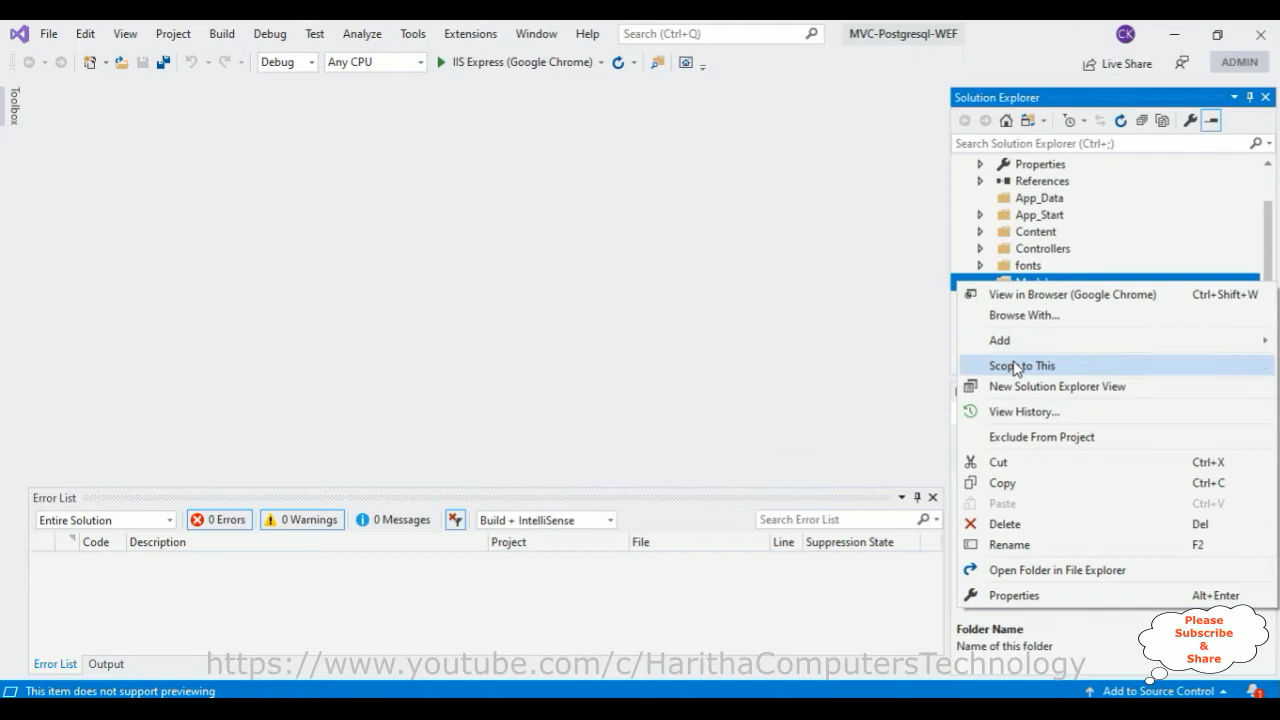 File Edit View Project Build Debug Test Analyze Tools Extensions Window Help Search (Ctrl+Q) MVC-Postgresql-WEF CK
Debug Any CPU IIS Express (Google Chrome) Live Share ADMIN
Toolbox
Solution Explorer
Search Solution Explorer (Ctrl+;)
Properties
References
App_Data
App_Start
Content
Controllers
fonts
View in Browser (Google Chrome) Ctrl+Shift+W
Browse With...
Add
Scope to This
New Solution Explorer View
View History...
Exclude From Project
Cut Ctrl+X
Copy Ctrl+C
Paste Ctrl+V
Delete Del
Rename F2
Open Folder in File Explorer
Properties Alt+Enter
Error List
Entire Solution 0 Errors 0 Warnings 0 Messages Build + IntelliSense Search Error List
Code Description Project File Line Suppression State
Folder Name
Name of this folder
Please
Subscribe
&
Share
Error List Output
https://www.youtube.com/c/HarithaComputersTechnology
This item does not support previewing Add to Source Control 1